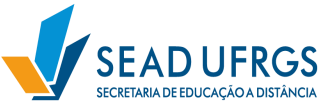 SEAD UFRGS
SECRETARIA DE EDUCAÇÃO A DISTÂNCIA